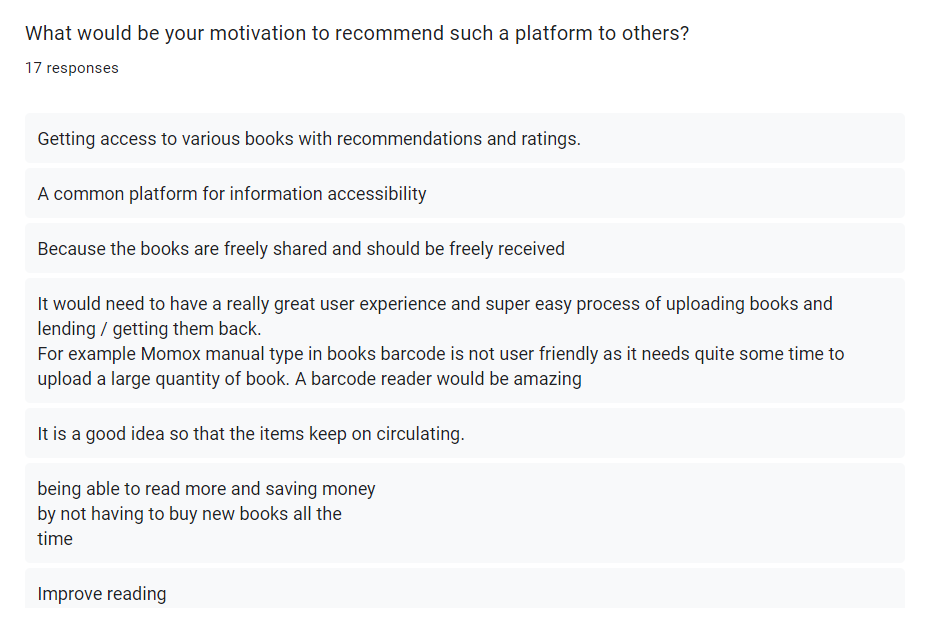 What would be your motivation to recommend such a platform to others?
17 responses
Getting access to various books with recommendations and ratings.
A common platform for information accessibility
Because the books are freely shared and should be freely received
It would need to have a really great user experience and super easy process of uploading books and
lending / getting them back.
For example Momox manual type in books barcode is not user friendly as it needs quite some time to
upload a large quantity of book. A barcode reader would be amazing
It is a good idea so that the items keep on circulating.
being able to read more and saving money
by not having to buy new books all the
time
Improve reading